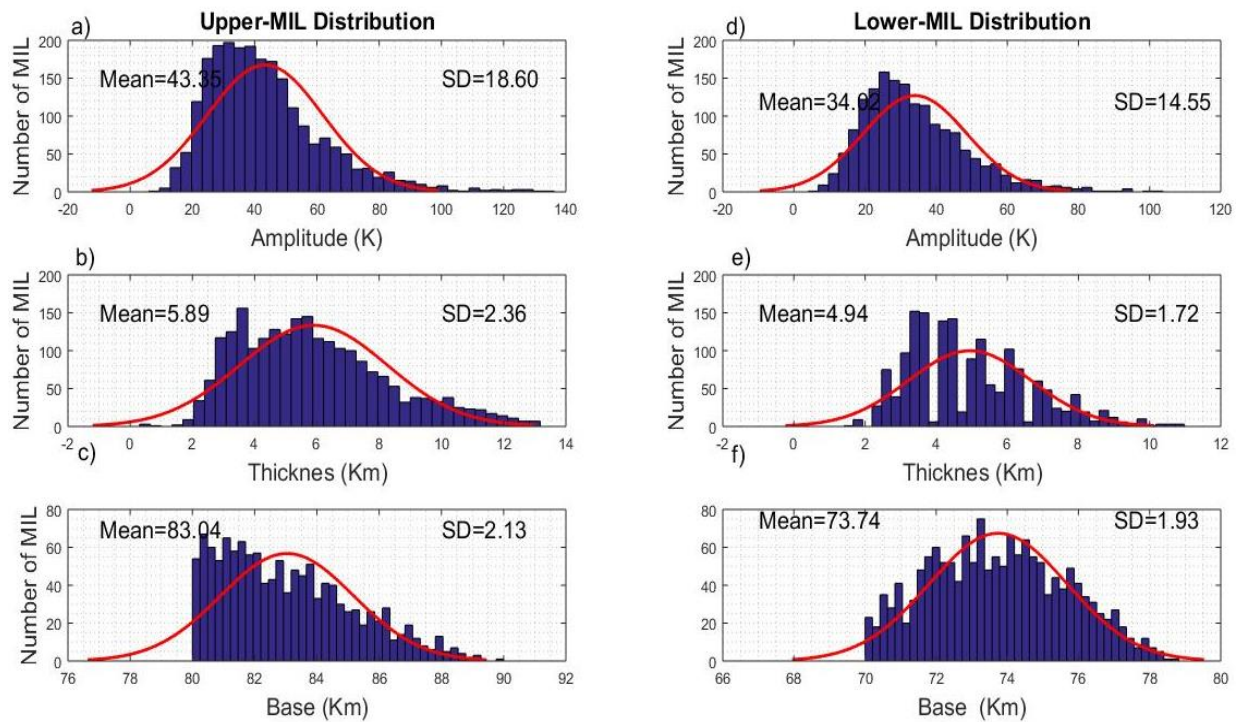 a)
Upper-MIL Distribution
Number of MIL
200
150
100
50
0
Mean=43.35
SD=18.60
-20 0 20 40 60 80 100 120 140
Amplitude (K)
b)
Number of MIL
200
150
100
50
0
Mean=5.89
SD=2.36
-2 0 2 4 6 8 10 12 14
Thicknes (Km)
c)
Number of MIL
80
60
40
20
0
Mean=83.04
SD=2.13
76 78 80 82 84 86 88 90 92
Base (Km)
d)
Lower-MIL Distribution
Number of MIL
200
150
100
50
0
Mean=34.02
SD=14.55
-20 0 20 40 60 80 100 120
Amplitude (K)
e)
Number of MIL
200
150
100
50
0
Mean=4.94
SD=1.72
-2 0 2 4 6 8 10 12
Thicknes (Km)
f)
Number of MIL
80
60
40
20
0
Mean=73.74
SD=1.93
66 68 70 72 74 76 78 80
Base (Km)